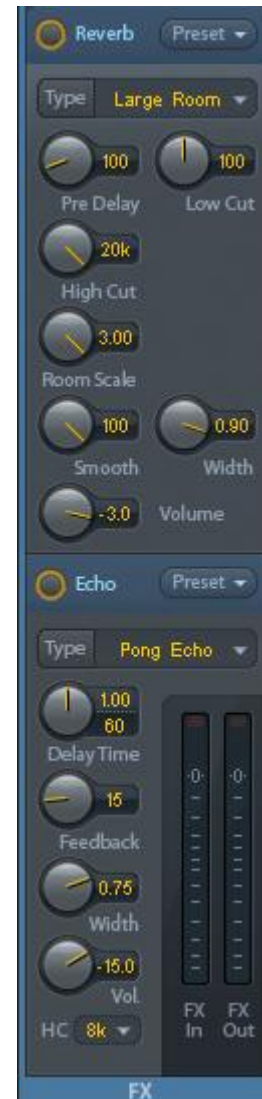 Reverb Preset
Type Large Room
100 100
Pre Delay Low Cut
20k
High Cut
3.00
Room Scale
100 0.90
Smooth Width
-3.0 Volume
Echo Preset
Type Pong Echo
1.00
60
Delay Time
-0- -0-
15
Feedback
0.75
Width
-15.0
Vol
FX FX
In Out
HC 8k
FX